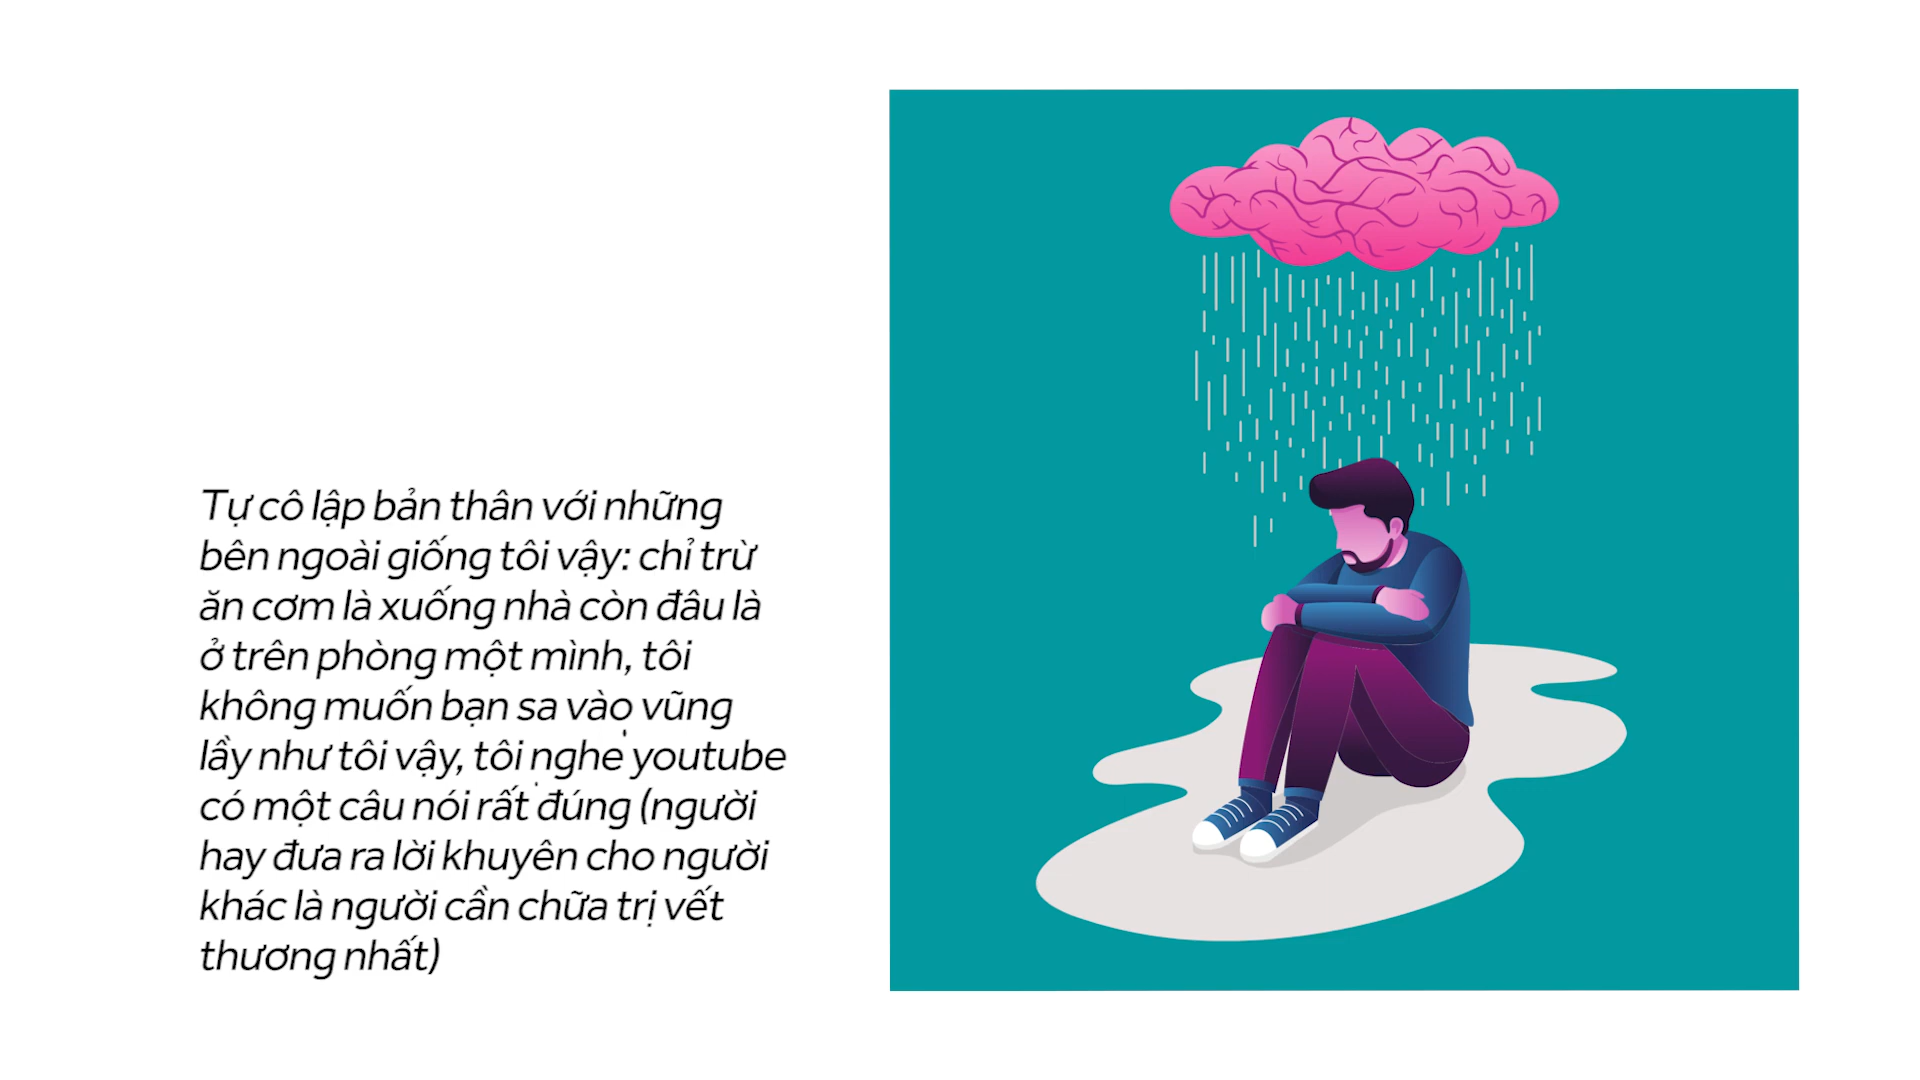 Tự cô lập bản thân với những
bên ngoài giống tôi vậy: chỉ trừ
ăn cơm là xuống nhà còn đâu là
ở trên phòng một mình, tôi
không muốn bạn sa vào vũng
lầy như tôi vậy, tôi nghe youtube
có một câu nói rất đúng (người
hay đưa ra lời khuyên cho người
khác là người cần chữa trị vết
thương nhất)